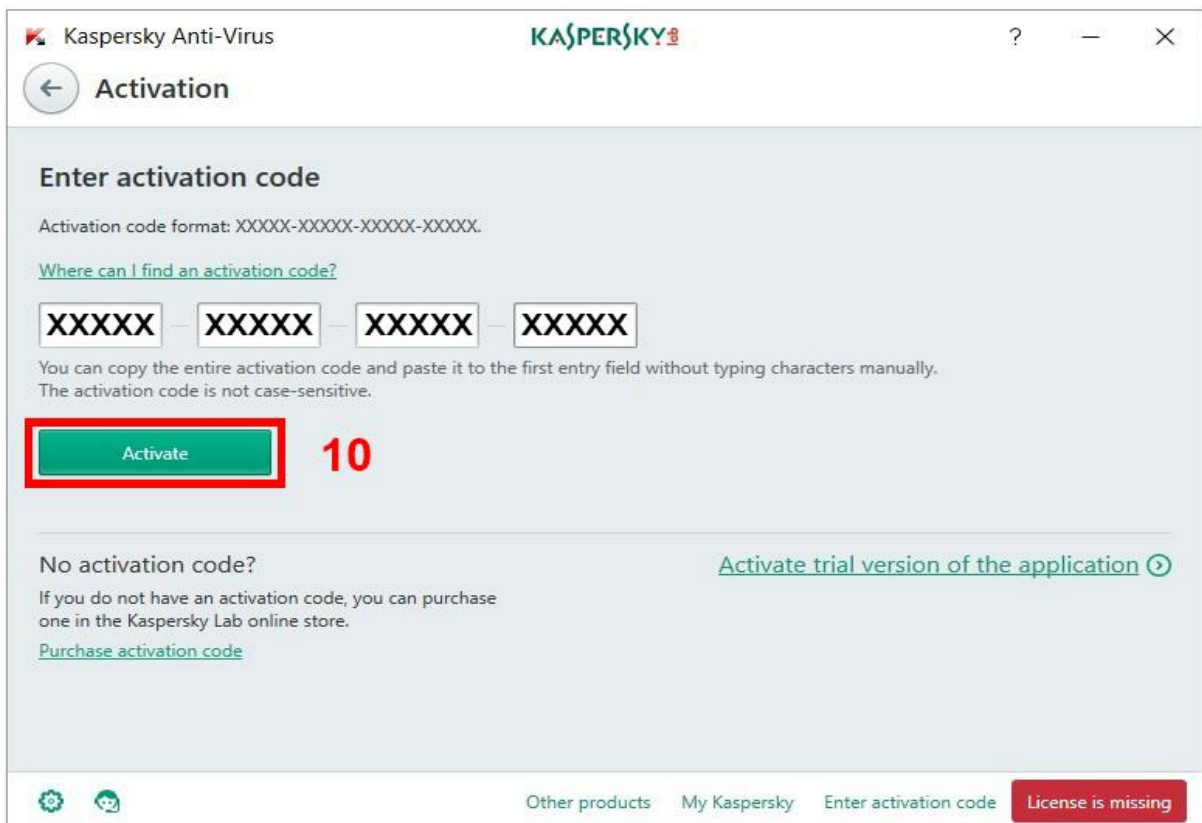 Kaspersky Anti-Virus
KASPERSKY lab
?
Activation
Enter activation code
Activation code format: XXXXX-XXXXX-XXXXX-XXXXX.
Where can I find an activation code?
XXXXX – XXXXX – XXXXX – XXXXX
You can copy the entire activation code and paste it to the first entry field without typing characters manually.
The activation code is not case-sensitive.
Activate 10
No activation code?
Activate trial version of the application
If you do not have an activation code, you can purchase
one in the Kaspersky Lab online store.
Purchase activation code
Other products My Kaspersky Enter activation code License is missing